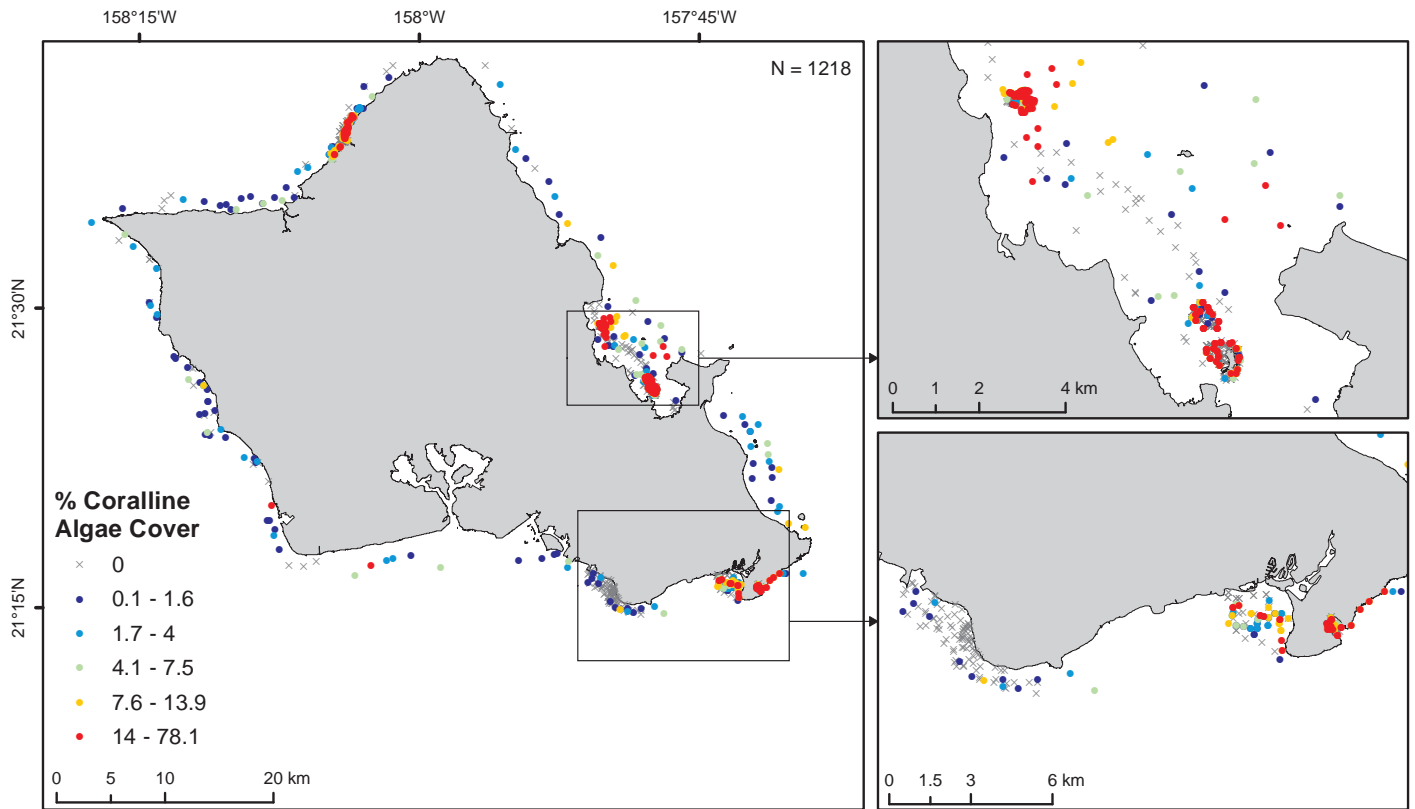 158°15'W
158°W
157°45'W
N = 1218
21°30'N
21°15'N
% Coralline
Algae Cover
0
0.1 - 1.6
1.7 - 4
4.1 - 7.5
7.6 - 13.9
14 - 78.1
0 5 10 20 km
0 1 2 4 km
0 1.5 3 6 km